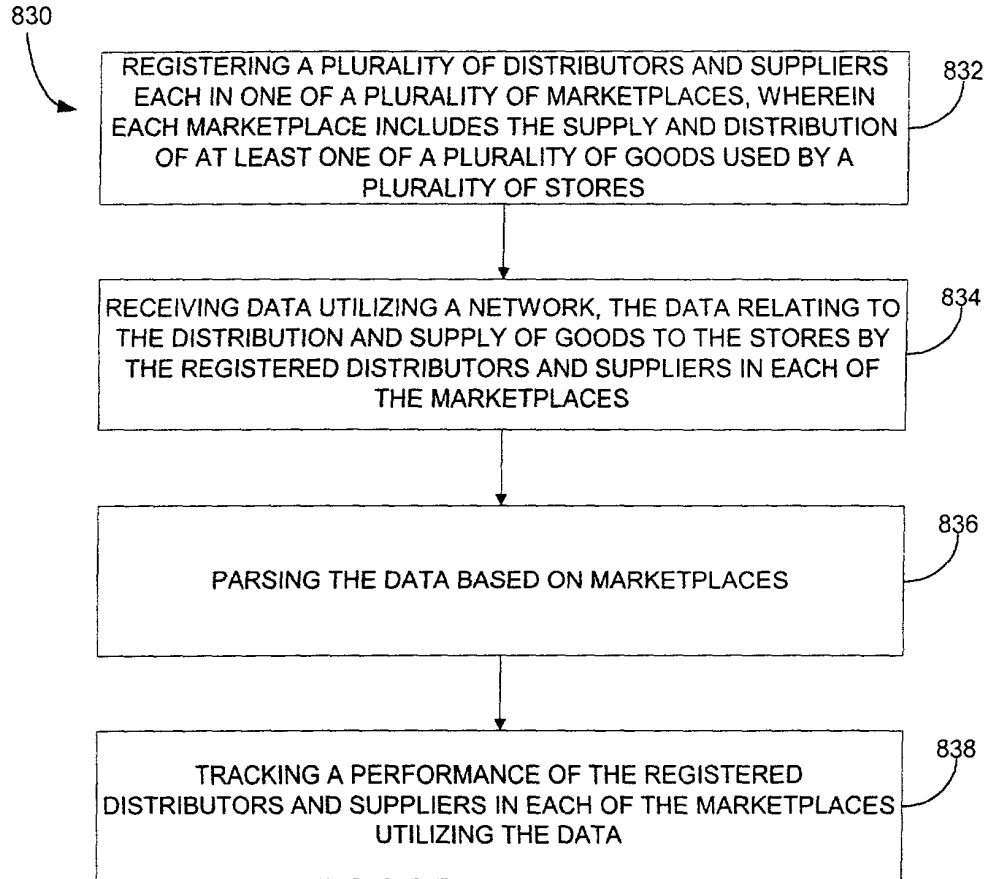 830
REGISTERING A PLURALITY OF DISTRIBUTORS AND SUPPLIERS
EACH IN ONE OF A PLURALITY OF MARKETPLACES, WHEREIN
EACH MARKETPLACE INCLUDES THE SUPPLY AND DISTRIBUTION
OF AT LEAST ONE OF A PLURALITY OF GOODS USED BY A
PLURALITY OF STORES
832
RECEIVING DATA UTILIZING A NETWORK, THE DATA RELATING TO
THE DISTRIBUTION AND SUPPLY OF GOODS TO THE STORES BY
THE REGISTERED DISTRIBUTORS AND SUPPLIERS IN EACH OF
THE MARKETPLACES
834
PARSING THE DATA BASED ON MARKETPLACES
836
TRACKING A PERFORMANCE OF THE REGISTERED
DISTRIBUTORS AND SUPPLIERS IN EACH OF THE MARKETPLACES
UTILIZING THE DATA
838